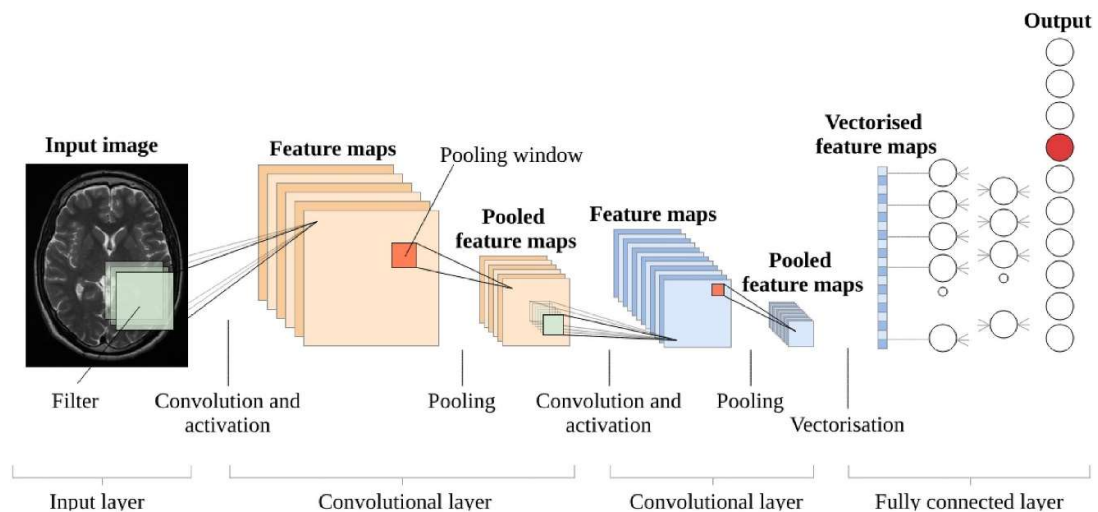 Output
Input image
Feature maps
Pooling window
Pooled
feature maps
Feature maps
Pooled
feature maps
Vectorised
feature maps
Filter
Convolution and
activation
Pooling
Convolution and
activation
Pooling
Vectorisation
Input layer
Convolutional layer
Convolutional layer
Fully connected layer